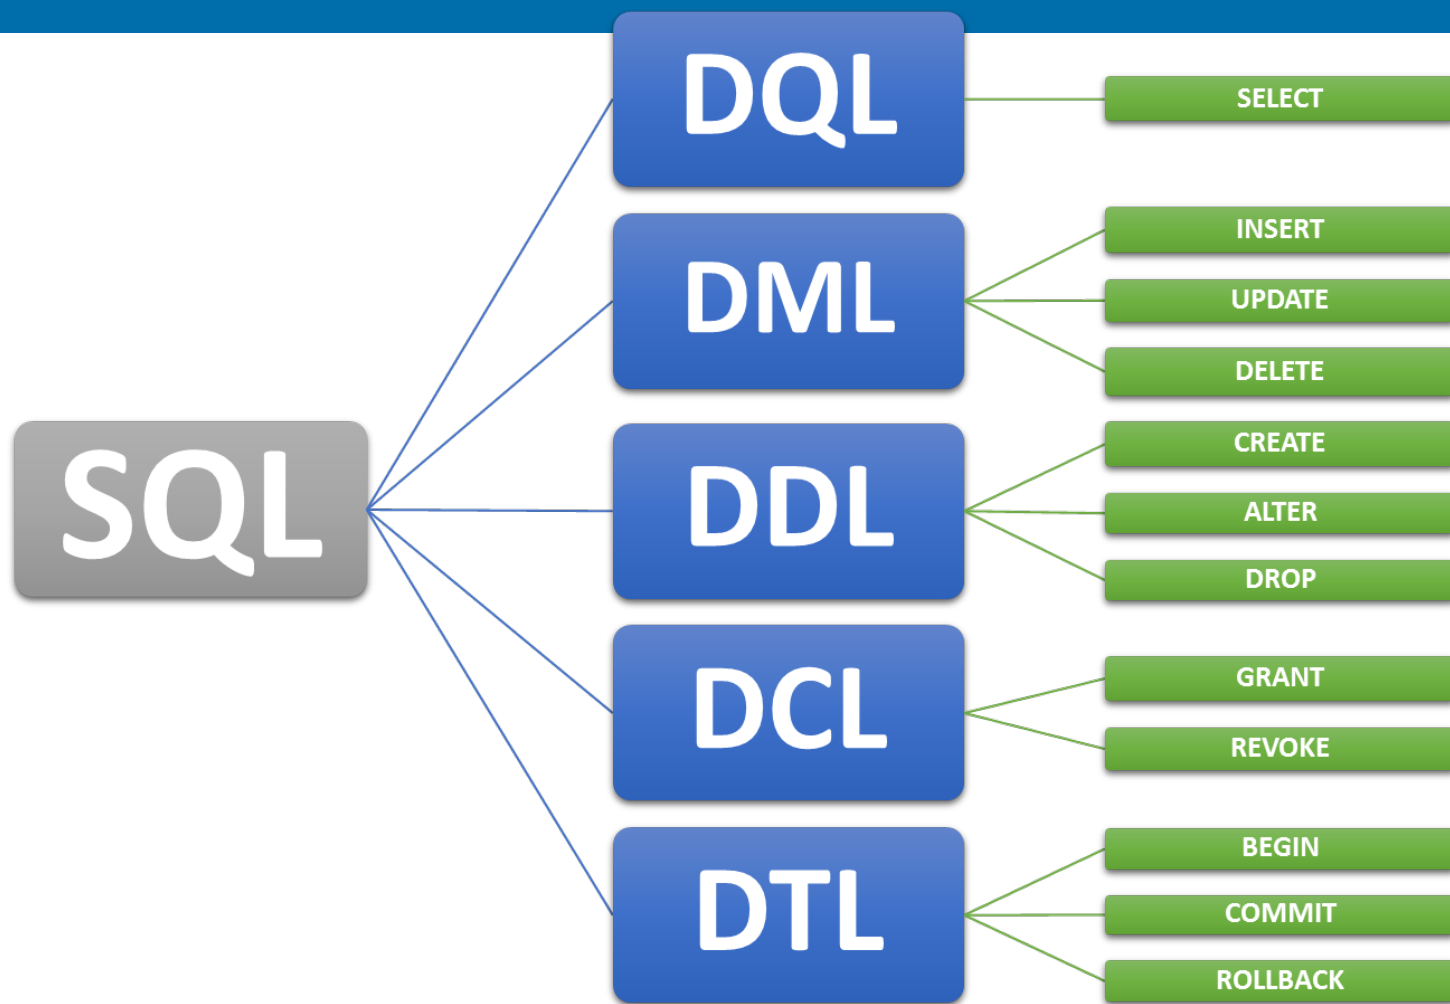 SQL
DQL
SELECT
DML
INSERT
UPDATE
DELETE
DDL
CREATE
ALTER
DROP
DCL
GRANT
REVOKE
DTL
BEGIN
COMMIT
ROLLBACK